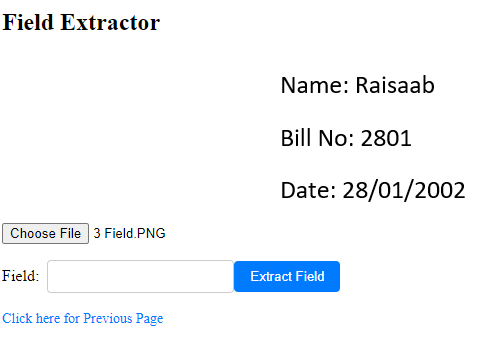 Field Extractor
Name: Raisaab
Bill No: 2801
Date: 28/01/2002
Choose File 3 Field.PNG
Field: Extract Field
Click here for Previous Page